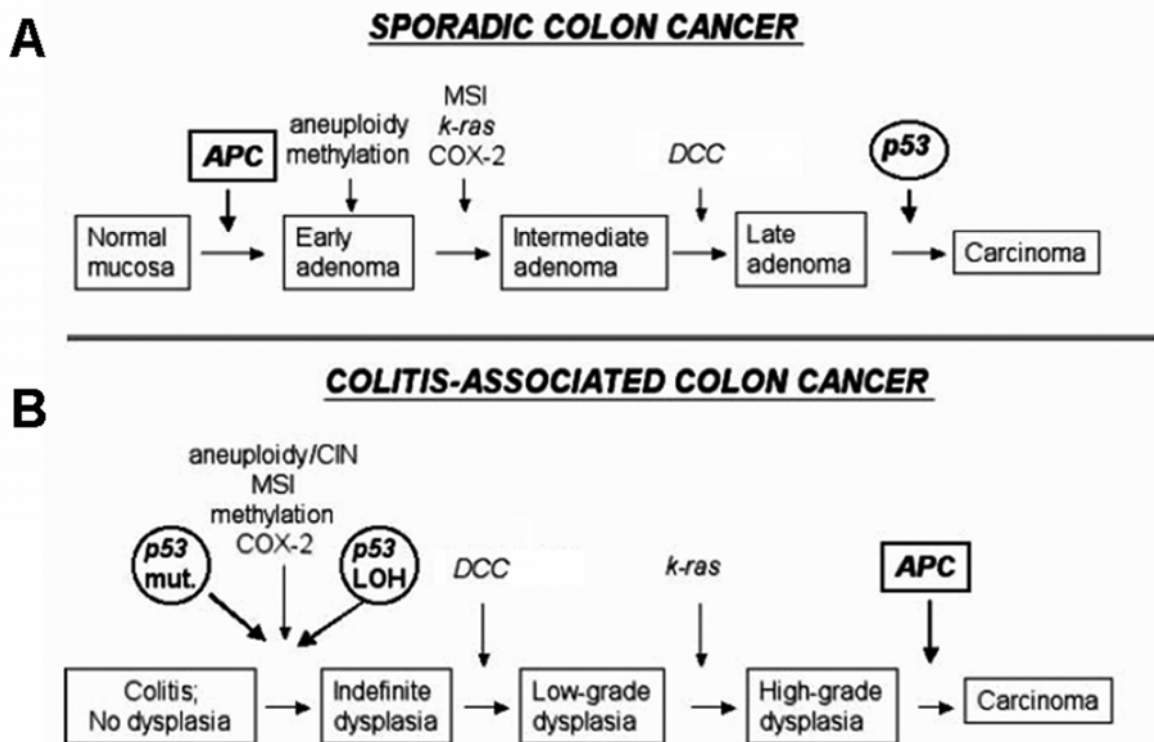 A
SPORADIC COLON CANCER
MSI
aneuploidy
k-ras
APC
methylation
COX-2
DCC
p53
Normal
mucosa
Early
adenoma
Intermediate
adenoma
Late
adenoma
Carcinoma
COLITIS-ASSOCIATED COLON CANCER
B
aneuploidy/CIN
MSI
methylation
COX-2
p53
mut.
p53
LOH
DCC
k-ras
APC
Colitis;
No dysplasia
Indefinite
dysplasia
Low-grade
dysplasia
High-grade
dysplasia
Carcinoma